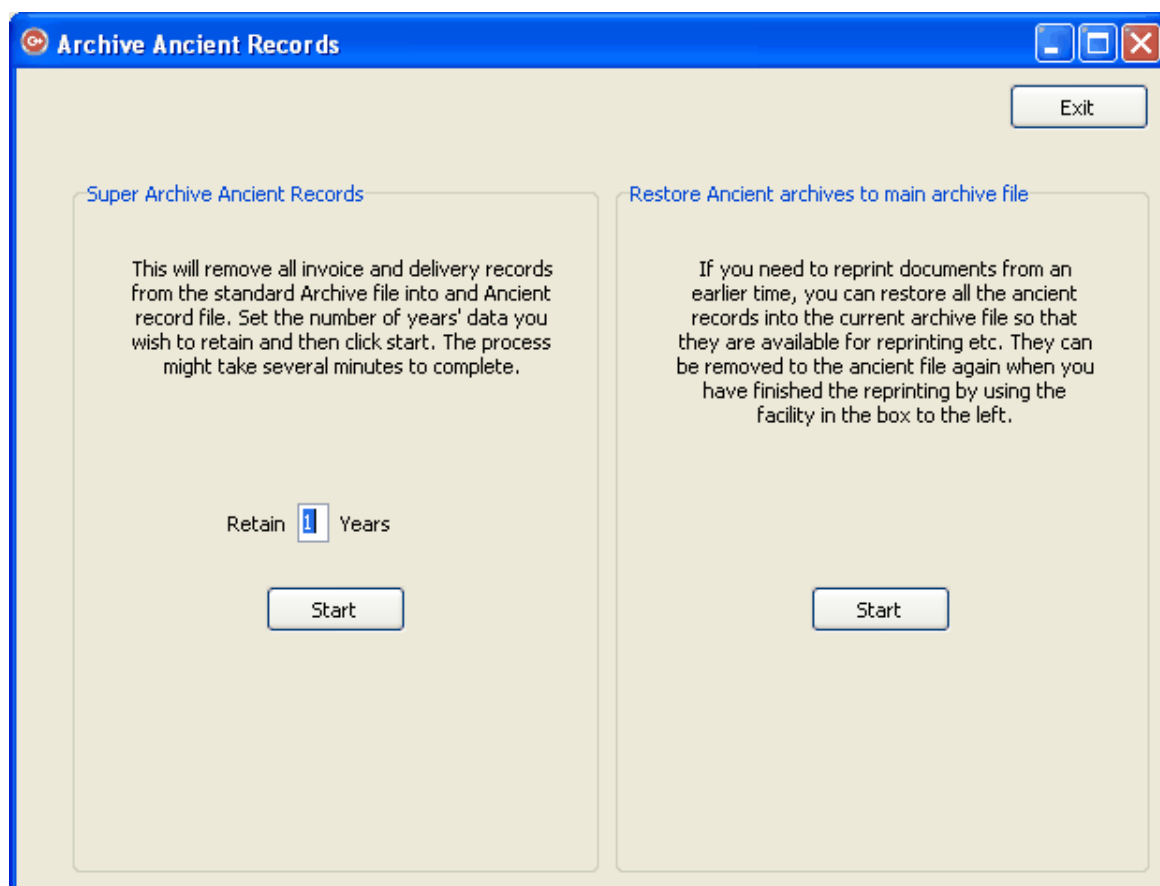 Archive Ancient Records
Exit
Super Archive Ancient Records
This will remove all invoice and delivery records
from the standard Archive file into and Ancient
record file. Set the number of years' data you
wish to retain and then click start. The process
might take several minutes to complete.
Retain 1 Years
Start
Restore Ancient archives to main archive file
If you need to reprint documents from an
earlier time, you can restore all the ancient
records into the current archive file so that
they are available for reprinting etc. They can
be removed to the ancient file again when you
have finished the reprinting by using the
facility in the box to the left.
Start